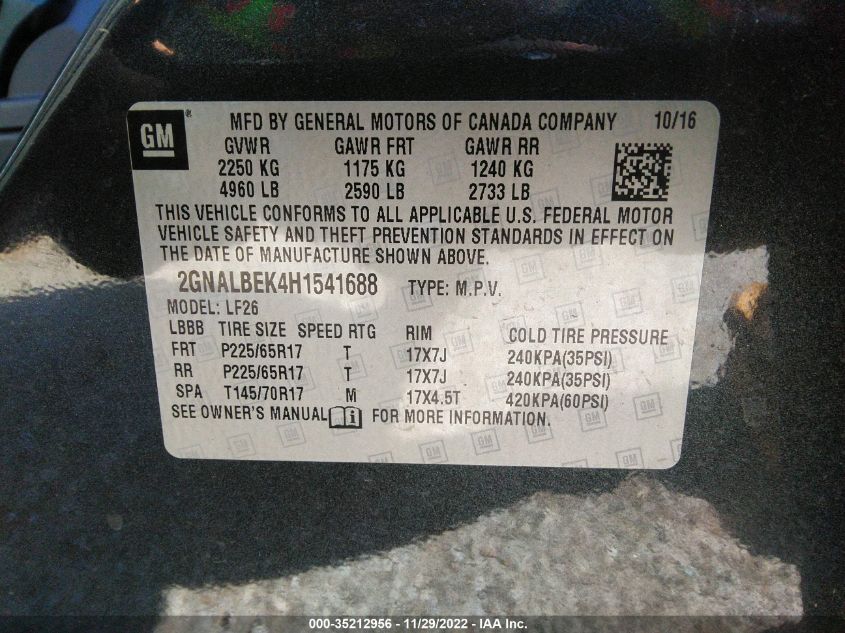 GM ® MFD BY GENERAL MOTORS OF CANADA COMPANY 10/16
GVWR GAWR FRT GAWR RR
2250 KG 1175 KG 1240 KG
4960 LB 2590 LB 2733 LB
THIS VEHICLE CONFORMS TO ALL APPLICABLE U.S. FEDERAL MOTOR
VEHICLE SAFETY AND THEFT PREVENTION STANDARDS IN EFFECT ON
THE DATE OF MANUFACTURE SHOWN ABOVE.
2GNALBEK4H1541688 TYPE: M.P.V.
MODEL: LF26
LBBB TIRE SIZE SPEED RTG RIM COLD TIRE PRESSURE
FRT P225/65R17 T 17X7J 240KPA(35PSI)
RR P225/65R17 T 17X7J 240KPA(35PSI)
SPA T145/70R17 M 17X4.5T 420KPA(60PSI)
SEE OWNER'S MANUAL FOR MORE INFORMATION.
000-35212956 - 11/29/2022 - IAA Inc.